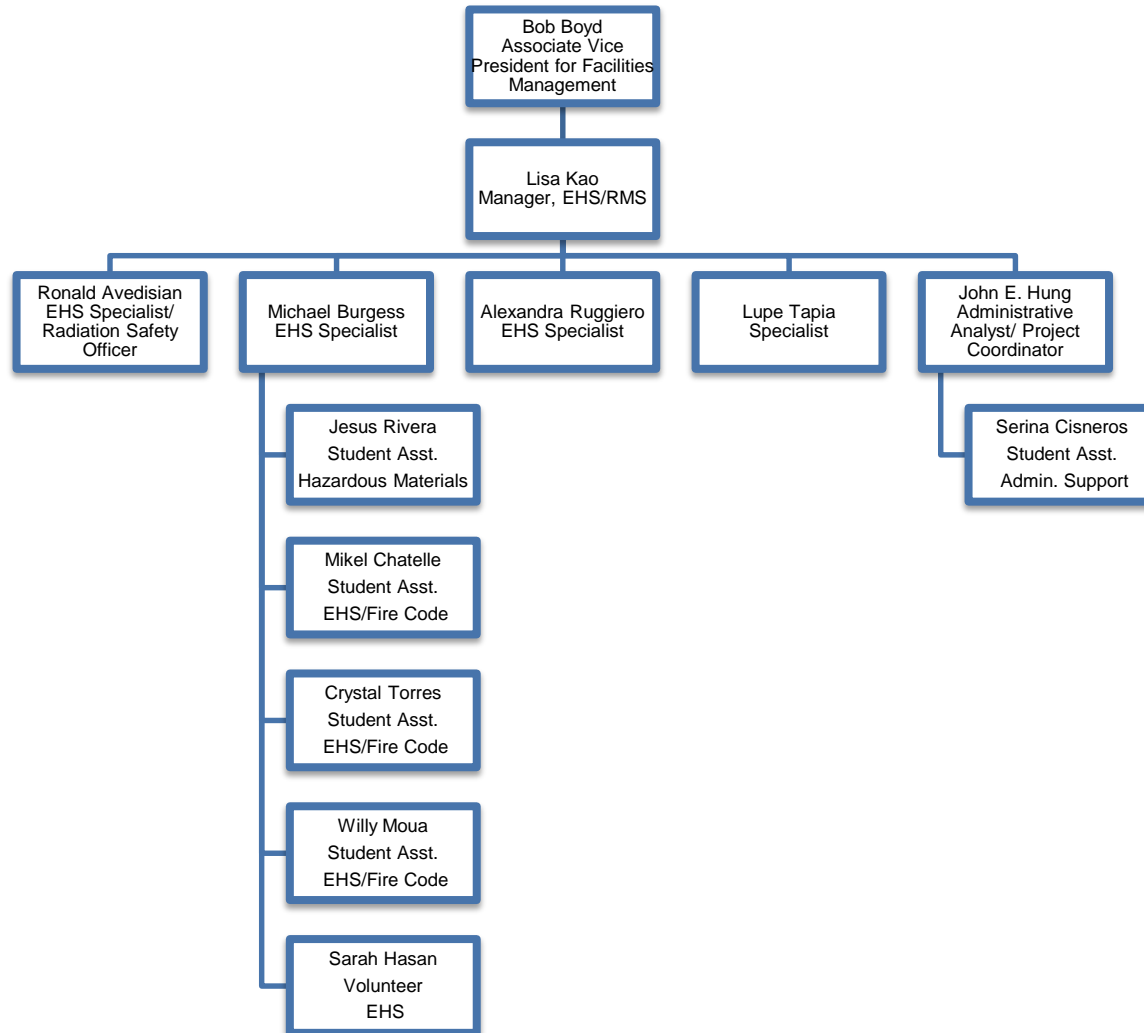 Bob Boyd
Associate Vice
President for Facilities
Management
Lisa Kao
Manager, EHS/RMS
Ronald Avedisian
EHS Specialist/
Radiation Safety
Officer
Michael Burgess
EHS Specialist
Alexandra Ruggiero
EHS Specialist
Lupe Tapia
Specialist
John E. Hung
Administrative
Analyst/ Project
Coordinator
Jesus Rivera
Student Asst.
Hazardous Materials
Serina Cisneros
Student Asst.
Admin. Support
Mikel Chatelle
Student Asst.
EHS/Fire Code
Crystal Torres
Student Asst.
EHS/Fire Code
Willy Moua
Student Asst.
EHS/Fire Code
Sarah Hasan
Volunteer
EHS